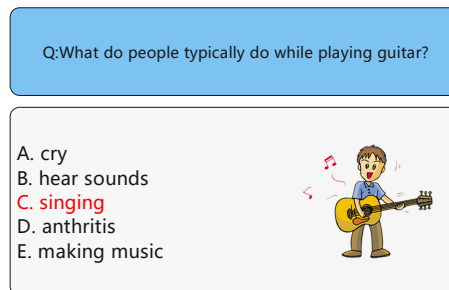 Q:What do people typically do while playing guitar?
A. cry
B. hear sounds
C. singing
D. anthritis
E. making music